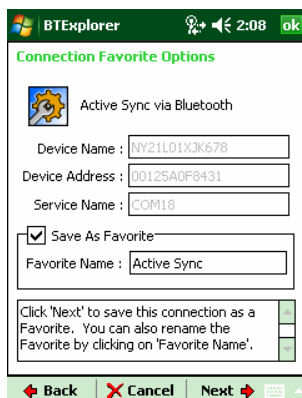 BTExplorer 2:08 ok
Connection Favorite Options
Active Sync via Bluetooth
Device Name : NY21L01XJK678
Device Address : 00125A0F8431
Service Name : COM18
Save As Favorite
Favorite Name : Active Sync
Click 'Next' to save this connection as a
Favorite. You can also rename the
Favorite by clicking on 'Favorite Name'.
Back Cancel Next